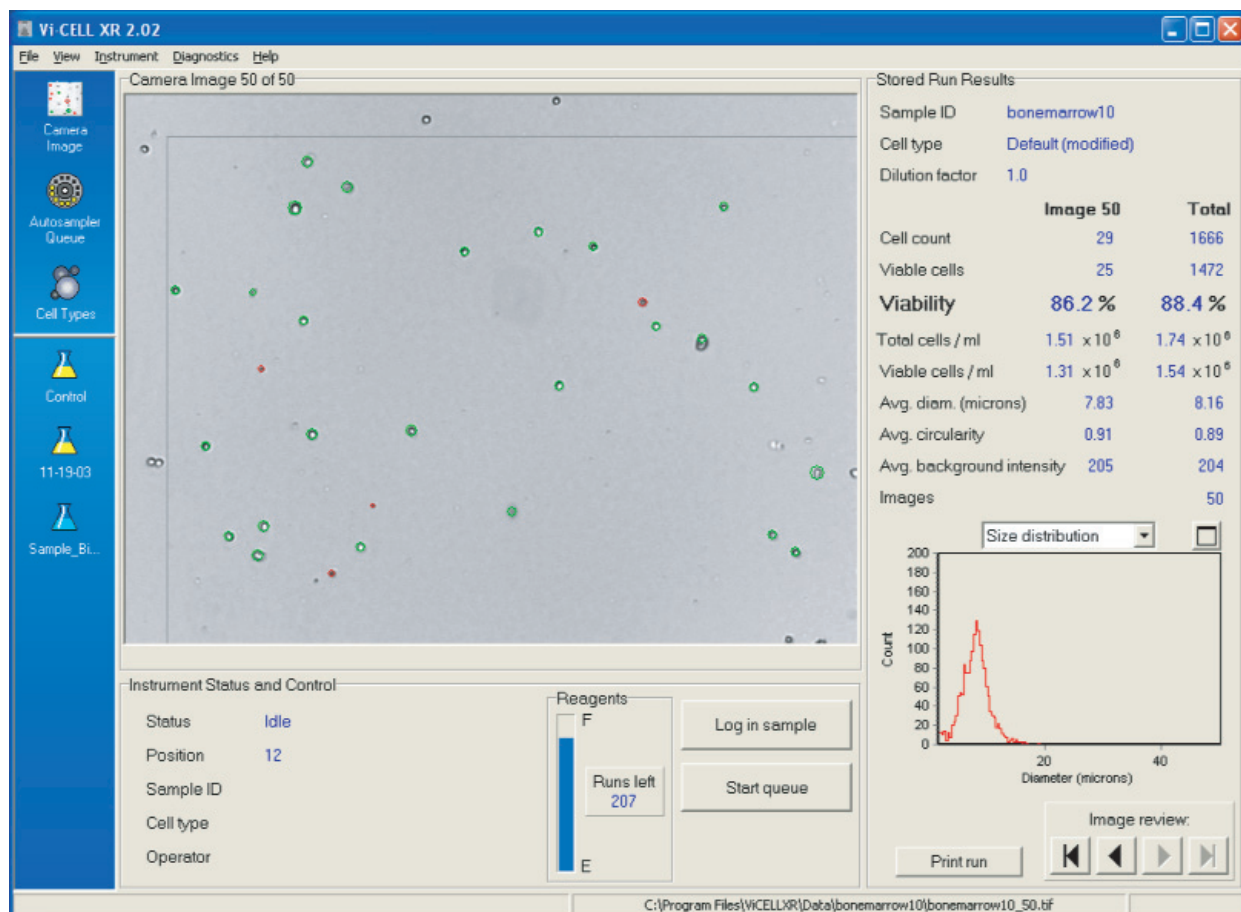 Vi-CELL XR 2.02
File View Instrument Diagnostics Help
Camera
Image
Autosampler
Queue
Cell Types
Control
11-19-03
Sample_Bi...
Camera Image 50 of 50
Stored Run Results
Sample ID bonemarrow10
Cell type Default (modified)
Dilution factor 1.0
Image 50 Total
Cell count 29 1666
Viable cells 25 1472
Viability 86.2 % 88.4 %
Total cells / ml 1.51 x 10⁶ 1.74 x 10⁶
Viable cells / ml 1.31 x 10⁶ 1.54 x 10⁶
Avg. diam. (microns) 7.83 8.16
Avg. circularity 0.91 0.89
Avg. background intensity 205 204
Images 50
Size distribution
200
180
160
140
120
100
80
60
40
20
0
Count
20 40
Diameter (microns)
Image review:
Print run
Instrument Status and Control
Status Idle
Position 12
Sample ID
Cell type
Operator
Reagents
F
E
Runs left
207
Log in sample
Start queue
C:\Program Files\ViCELLXR\Data\bonemarrow10\bonemarrow10_50.tif